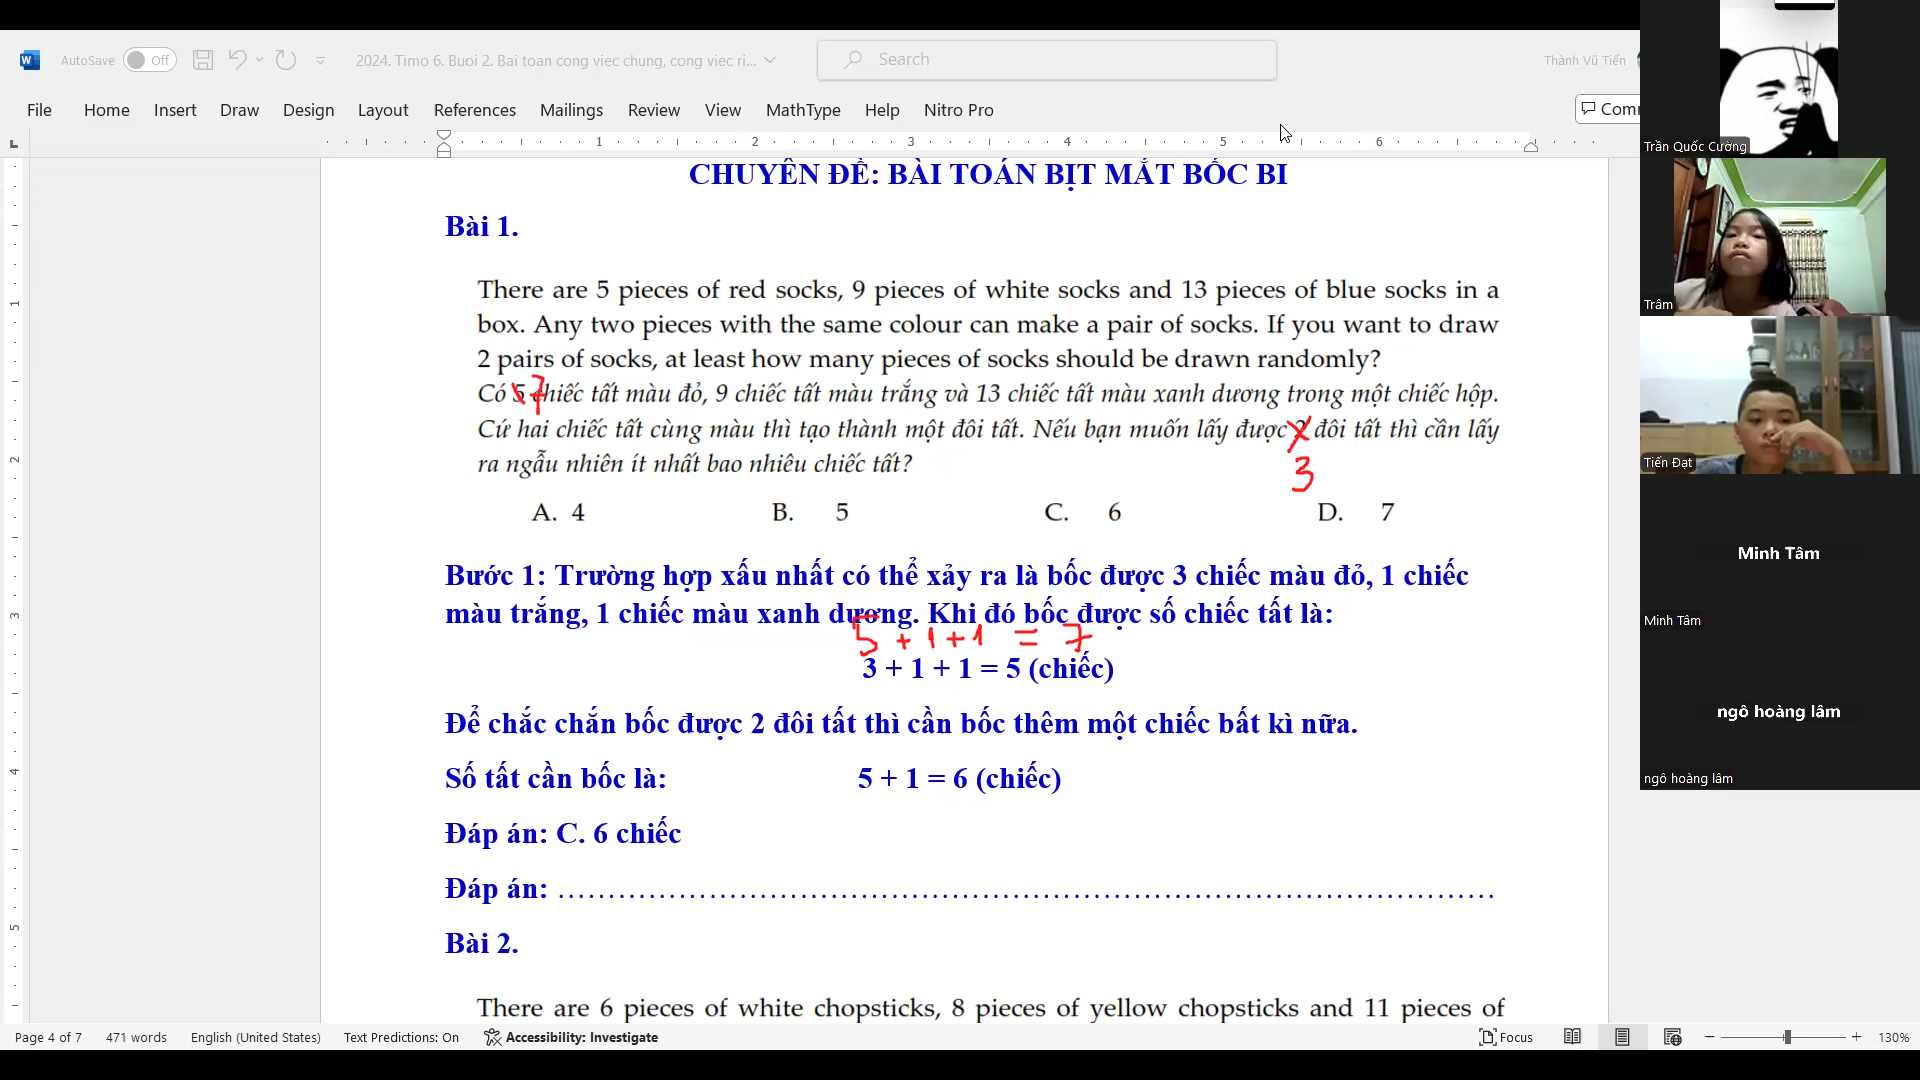 AutoSave Off 2024. Timo 6. Buoi 2. Bai toan cong viec chung, cong viec ri... Search Thành Vũ Tiến
File Home Insert Draw Design Layout References Mailings Review View MathType Help Nitro Pro Comm
1 2 3 4 5 6
CHUYÊN ĐỀ: BÀI TOÁN BỊT MẮT BỐC BI
Bài 1.
There are 5 pieces of red socks, 9 pieces of white socks and 13 pieces of blue socks in a
box. Any two pieces with the same colour can make a pair of socks. If you want to draw
2 pairs of socks, at least how many pieces of socks should be drawn randomly?
7
Có 5 chiếc tất màu đỏ, 9 chiếc tất màu trắng và 13 chiếc tất màu xanh dương trong một chiếc hộp.
Cứ hai chiếc tất cùng màu thì tạo thành một đôi tất. Nếu bạn muốn lấy được 2 đôi tất thì cần lấy
ra ngẫu nhiên ít nhất bao nhiêu chiếc tất?
3
A. 4 B. 5 C. 6 D. 7
Bước 1: Trường hợp xấu nhất có thể xảy ra là bốc được 3 chiếc màu đỏ, 1 chiếc
màu trắng, 1 chiếc màu xanh dương. Khi đó bốc được số chiếc tất là:
5 + 1 + 1 = 7
3 + 1 + 1 = 5 (chiếc)
Để chắc chắn bốc được 2 đôi tất thì cần bốc thêm một chiếc bất kì nữa.
Số tất cần bốc là: 5 + 1 = 6 (chiếc)
Đáp án: C. 6 chiếc
Đáp án: ……………………………………………………………………………
Bài 2.
There are 6 pieces of white chopsticks, 8 pieces of yellow chopsticks and 11 pieces of
1
2
3
4
5
Page 4 of 7 471 words English (United States) Text Predictions: On Accessibility: Investigate Focus 130%
Trần Quốc Cường
Trâm
Tiến Đạt
Minh Tâm
Minh Tâm
ngô hoàng lâm
ngô hoàng lâm